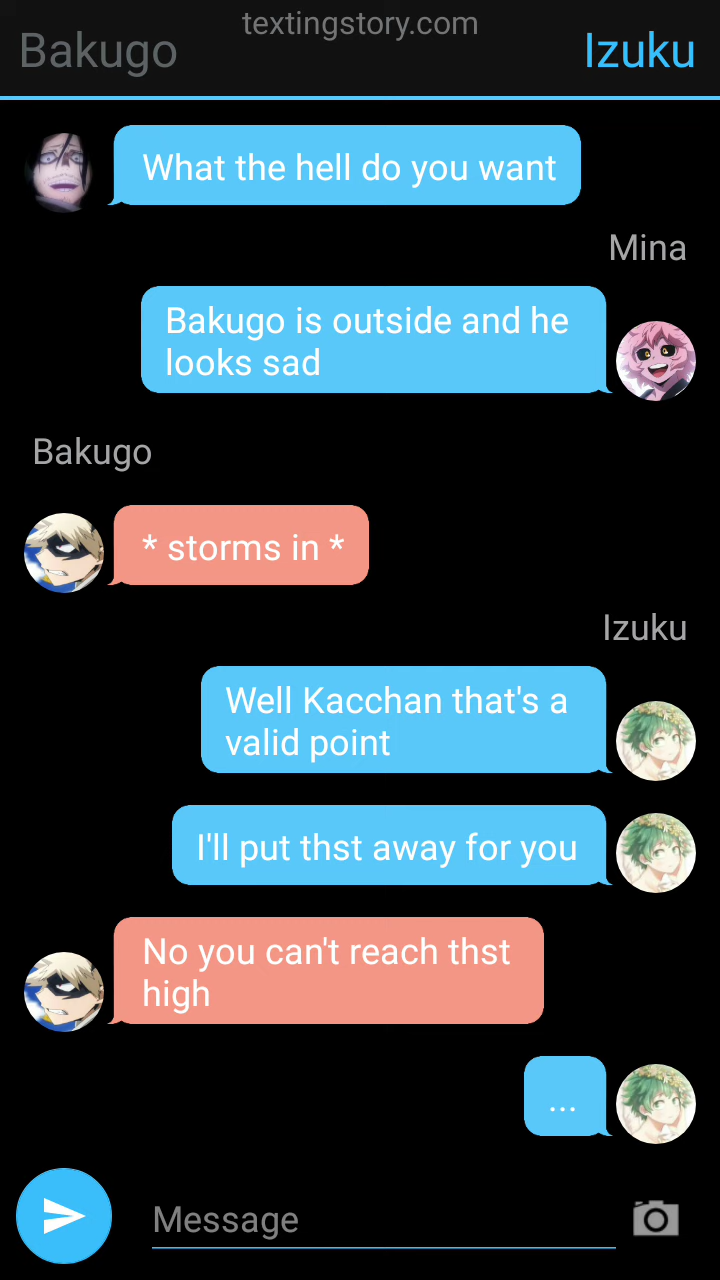 textingstory.com
Bakugo
Izuku
What the hell do you want
Mina
Bakugo is outside and he
looks sad
Bakugo
* storms in *
Izuku
Well Kacchan that's a
valid point
I'll put thst away for you
No you can't reach thst
high
...
Message